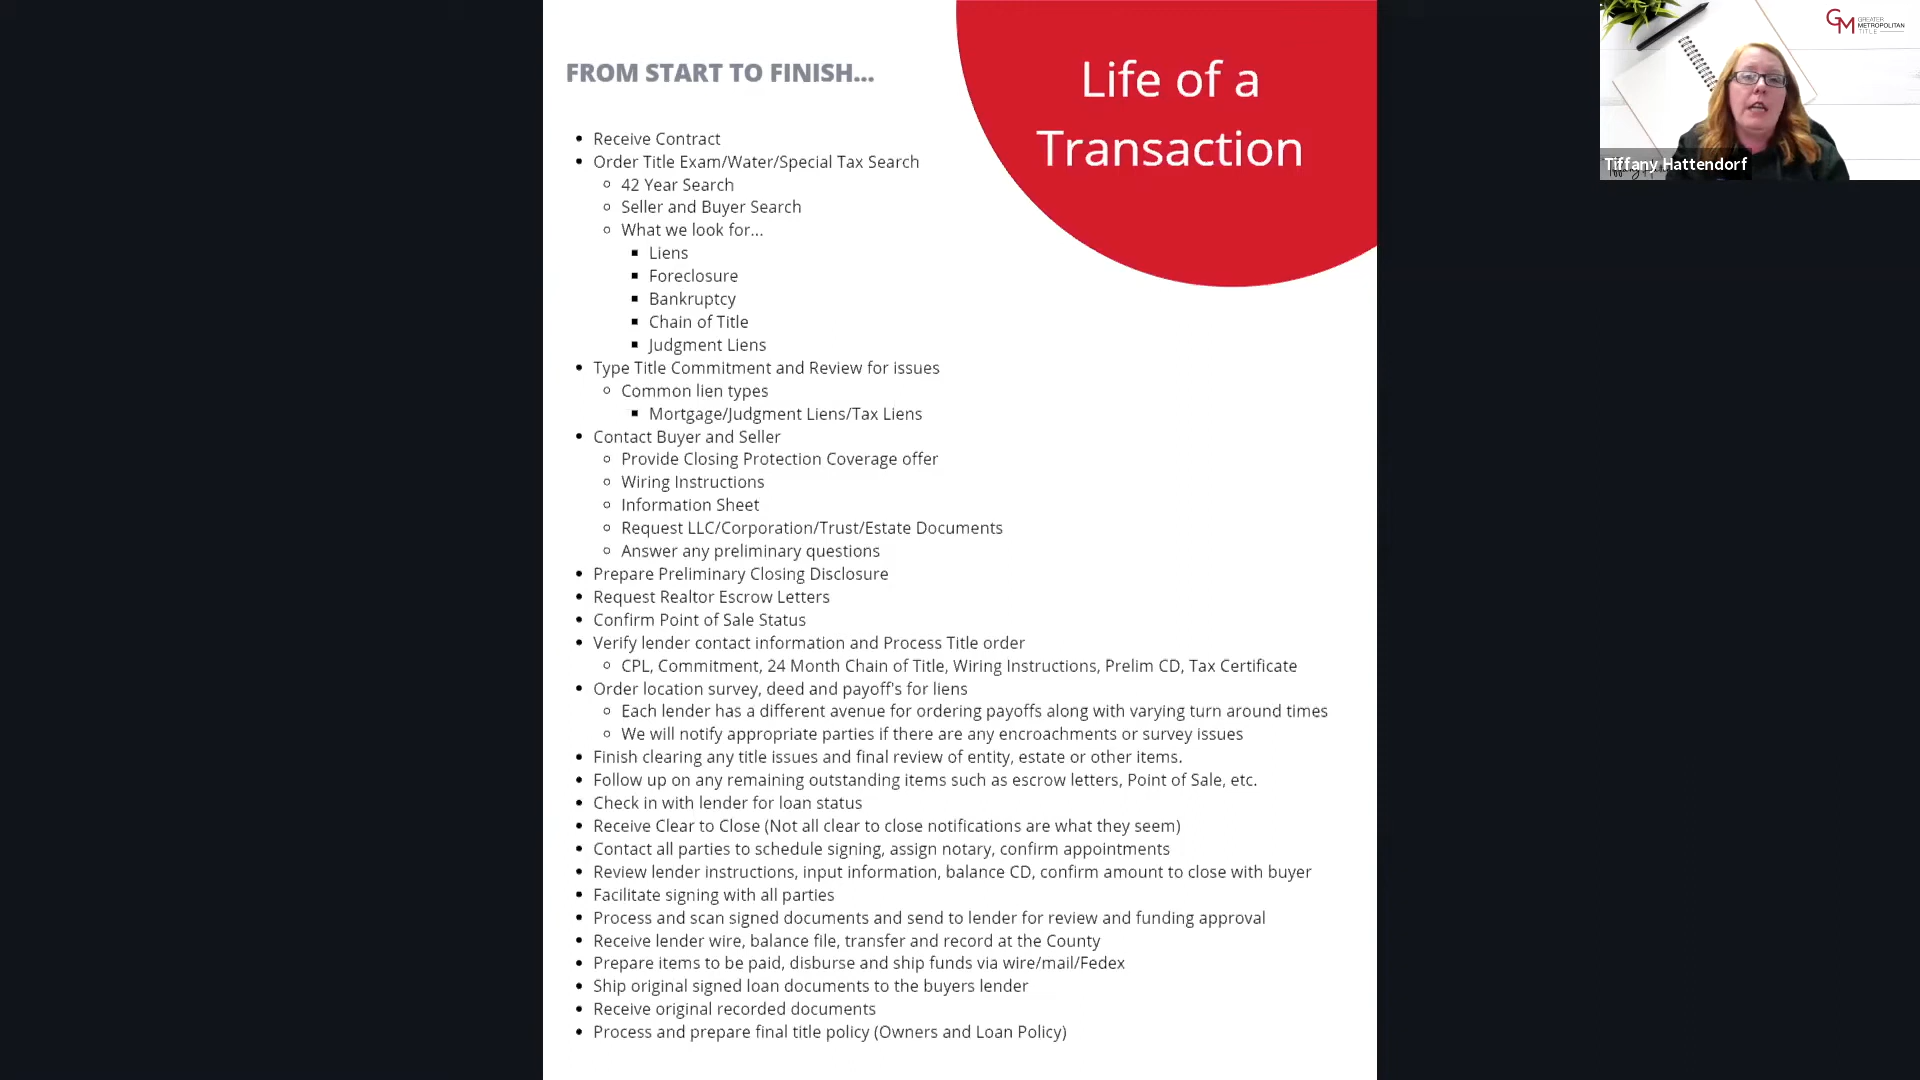 FROM START TO FINISH...
Life of a
Transaction
• Receive Contract
• Order Title Exam/Water/Special Tax Search
◦ 42 Year Search
◦ Seller and Buyer Search
◦ What we look for...
▪ Liens
▪ Foreclosure
▪ Bankruptcy
▪ Chain of Title
▪ Judgment Liens
• Type Title Commitment and Review for issues
◦ Common lien types
▪ Mortgage/Judgment Liens/Tax Liens
• Contact Buyer and Seller
◦ Provide Closing Protection Coverage offer
◦ Wiring Instructions
◦ Information Sheet
◦ Request LLC/Corporation/Trust/Estate Documents
◦ Answer any preliminary questions
• Prepare Preliminary Closing Disclosure
• Request Realtor Escrow Letters
• Confirm Point of Sale Status
• Verify lender contact information and Process Title order
◦ CPL, Commitment, 24 Month Chain of Title, Wiring Instructions, Prelim CD, Tax Certificate
• Order location survey, deed and payoff's for liens
◦ Each lender has a different avenue for ordering payoffs along with varying turn around times
◦ We will notify appropriate parties if there are any encroachments or survey issues
• Finish clearing any title issues and final review of entity, estate or other items.
• Follow up on any remaining outstanding items such as escrow letters, Point of Sale, etc.
• Check in with lender for loan status
• Receive Clear to Close (Not all clear to close notifications are what they seem)
• Contact all parties to schedule signing, assign notary, confirm appointments
• Review lender instructions, input information, balance CD, confirm amount to close with buyer
• Facilitate signing with all parties
• Process and scan signed documents and send to lender for review and funding approval
• Receive lender wire, balance file, transfer and record at the County
• Prepare items to be paid, disburse and ship funds via wire/mail/Fedex
• Ship original signed loan documents to the buyers lender
• Receive original recorded documents
• Process and prepare final title policy (Owners and Loan Policy)
GM
GREATER
METROPOLITAN
TITLE
Tiffany Hattendorf